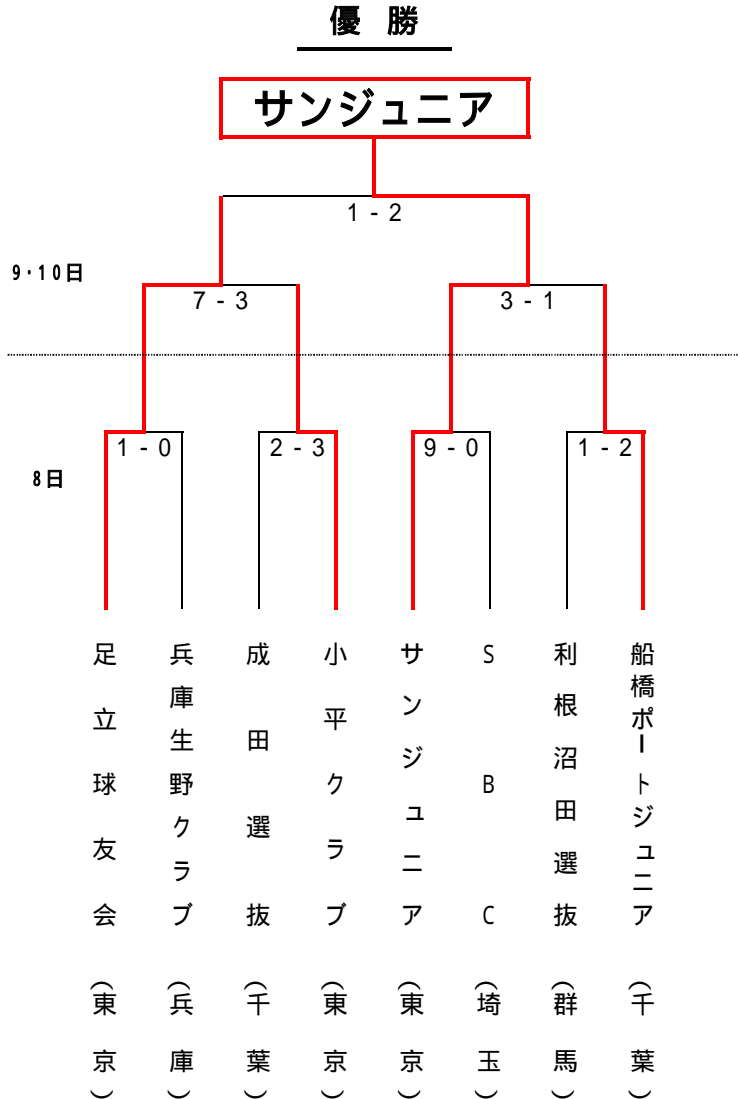 優 勝
サンジュニア
1 - 2
9・10日
7 - 3
3 - 1
1 - 0
2 - 3
9 - 0
1 - 2
8日
足立球友会(東京)
兵庫生野クラブ(兵庫)
成田選抜(千葉)
小平クラブ(東京)
サンジュニア(東京)
SBC(埼玉)
利根沼田選抜(群馬)
船橋ポートジュニア(千葉)